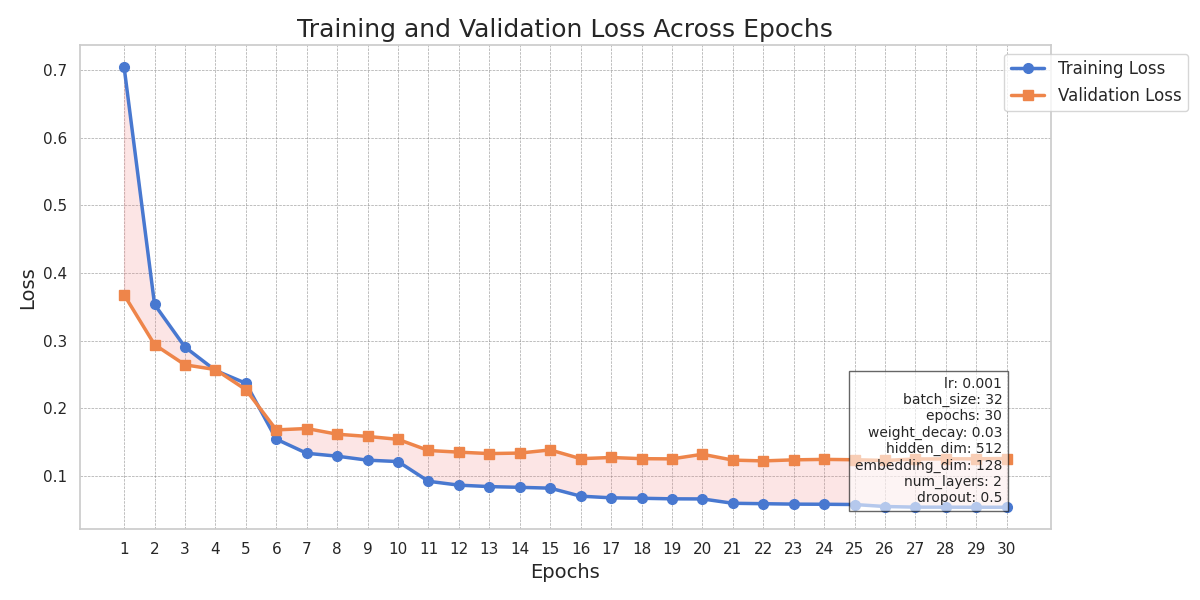 Training and Validation Loss Across Epochs
Training Loss
Validation Loss
Loss
0.7
0.6
0.5
0.4
0.3
0.2
0.1
lr: 0.001
batch_size: 32
epochs: 30
weight_decay: 0.03
hidden_dim: 512
embedding_dim: 128
num_layers: 2
dropout: 0.5
1 2 3 4 5 6 7 8 9 10 11 12 13 14 15 16 17 18 19 20 21 22 23 24 25 26 27 28 29 30
Epochs